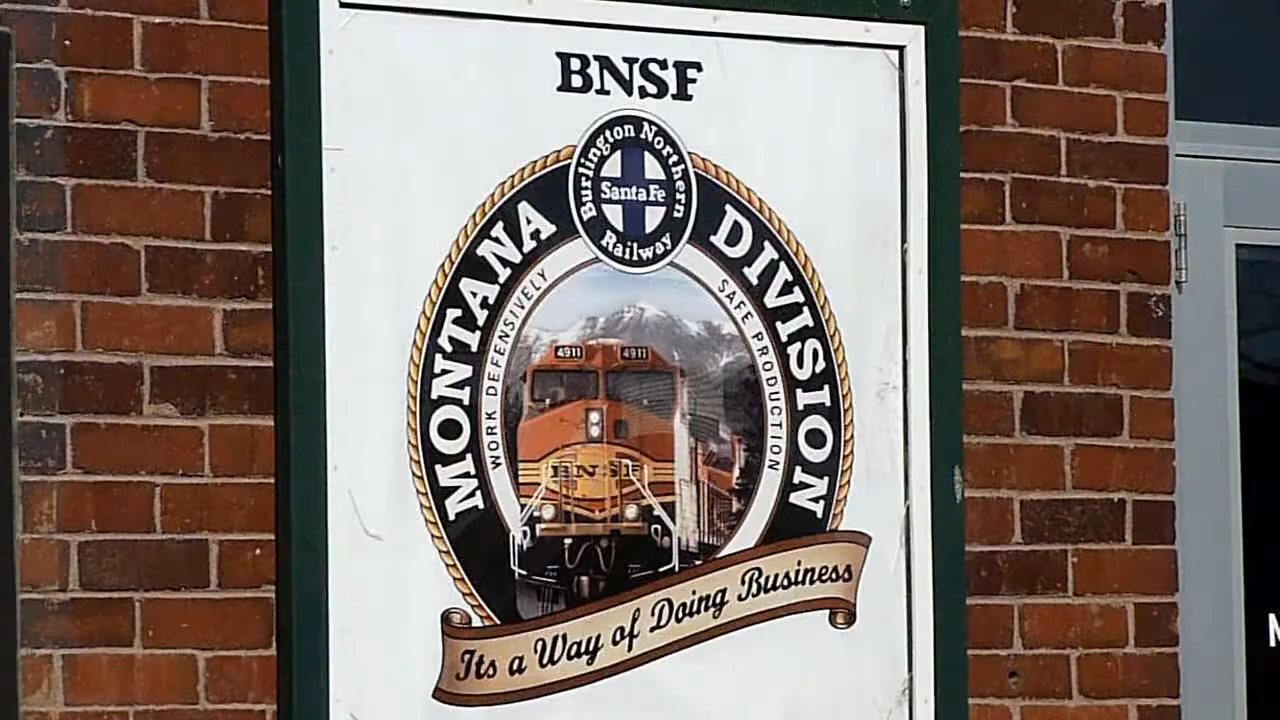 BNSF
Burlington Northern
Santa Fe
Railway
MONTANA DIVISION
WORK DEFENSIVELY
SAFE PRODUCTION
4911
4911
BNSF
Its a Way of Doing Business